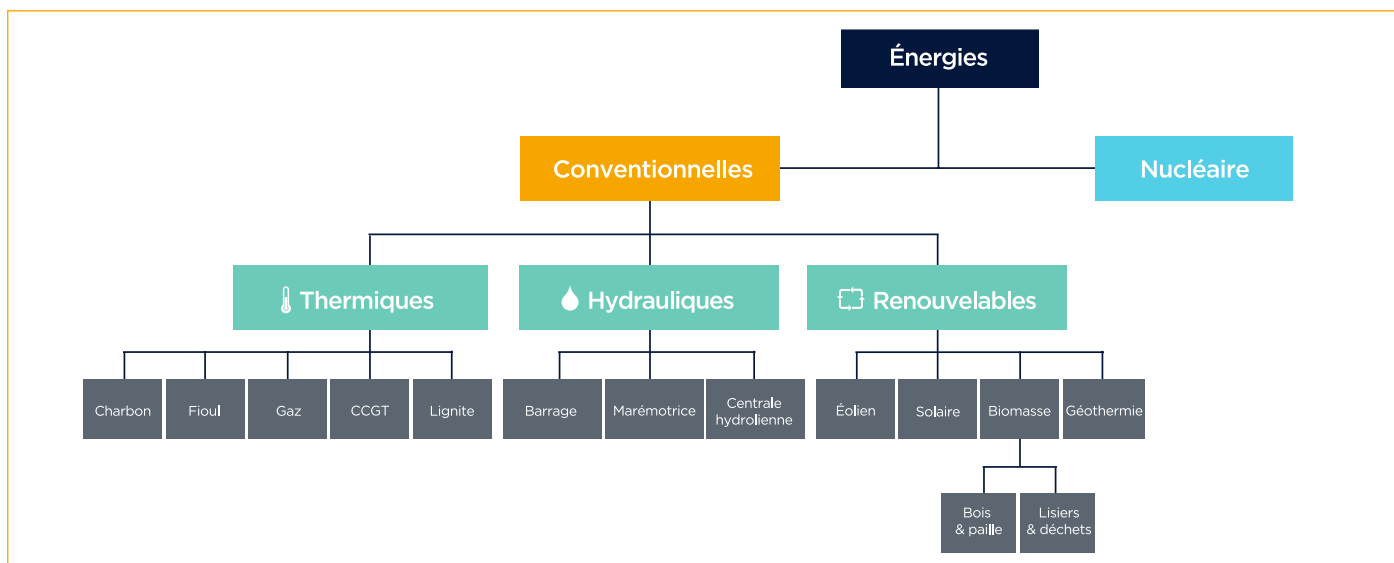 Énergies
Conventionnelles
Nucléaire
Thermiques
Hydrauliques
Renouvelables
Charbon
Fioul
Gaz
CCGT
Lignite
Barrage
Marémotrice
Centrale
hydrolienne
Éolien
Solaire
Biomasse
Géothermie
Bois
& paille
Lisiers
& déchets